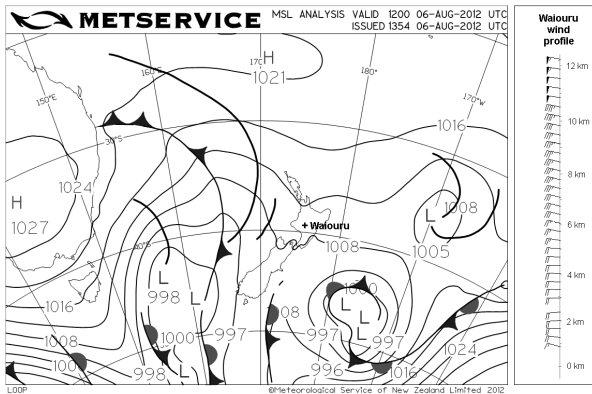 METSERVICE
MSL ANALYSIS VALID 1200 06-AUG-2012 UTC
ISSUED 1354 06-AUG-2012 UTC
Waiouru
wind
profile
170 H
180°
160°E
1021
12 km
150°E
170°W
10 km
1016
30°S
1024
8 km
H
1008
L
1027
+ Waiouru
6 km
40°S
1008
1005
L
998
L
4 km
1000
L
1016
08
L
1000
997
997
L
997
2 km
1008
1024
100
998
L
996
1016
0 km
LOOP
©Meteorological Service of New Zealand Limited 2012